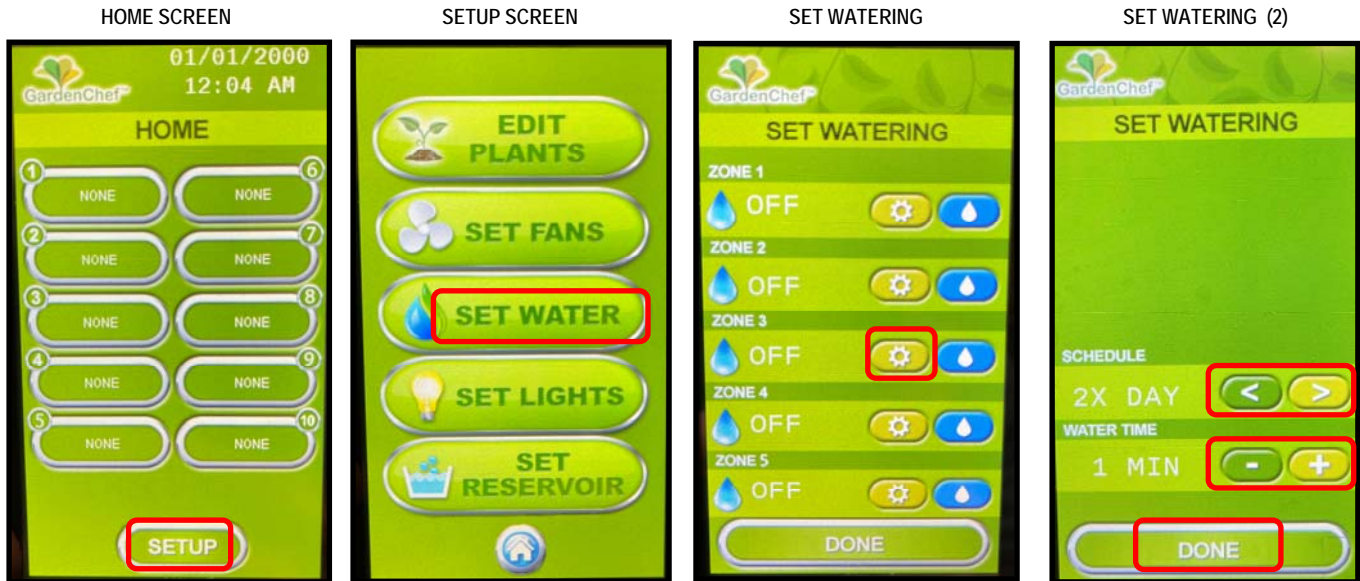 HOME SCREEN
SETUP SCREEN
SET WATERING
SET WATERING (2)
01/01/2000
12:04 AM
GardenChef™
HOME
1
NONE
6
NONE
2
NONE
7
NONE
3
NONE
8
NONE
4
NONE
9
NONE
5
NONE
10
NONE
SETUP
EDIT
PLANTS
SET FANS
SET WATER
SET LIGHTS
SET
RESERVOIR
GardenChef™
SET WATERING
ZONE 1
OFF
ZONE 2
OFF
ZONE 3
OFF
ZONE 4
OFF
ZONE 5
OFF
DONE
GardenChef™
SET WATERING
SCHEDULE
2X DAY < >
WATER TIME
1 MIN - +
DONE